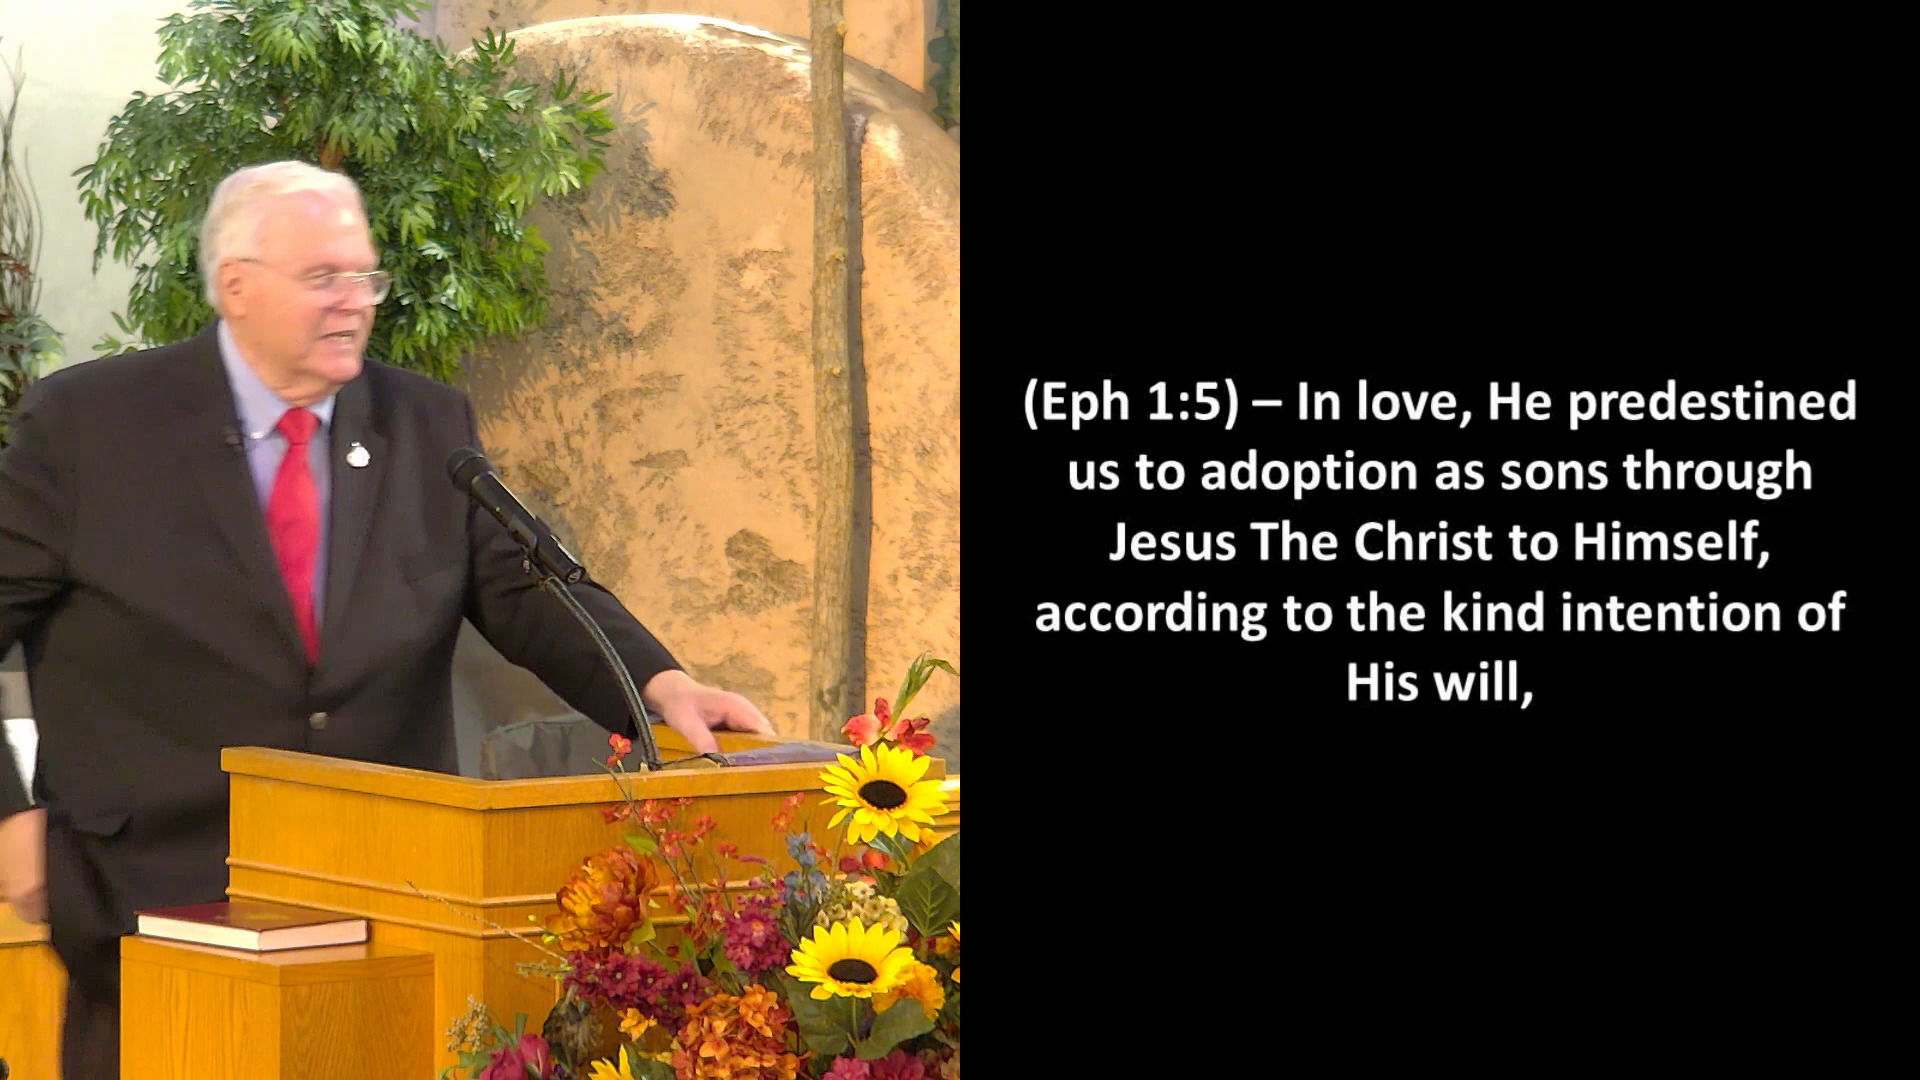 (Eph 1:5) – In love, He predestined
us to adoption as sons through
Jesus The Christ to Himself,
according to the kind intention of
His will,